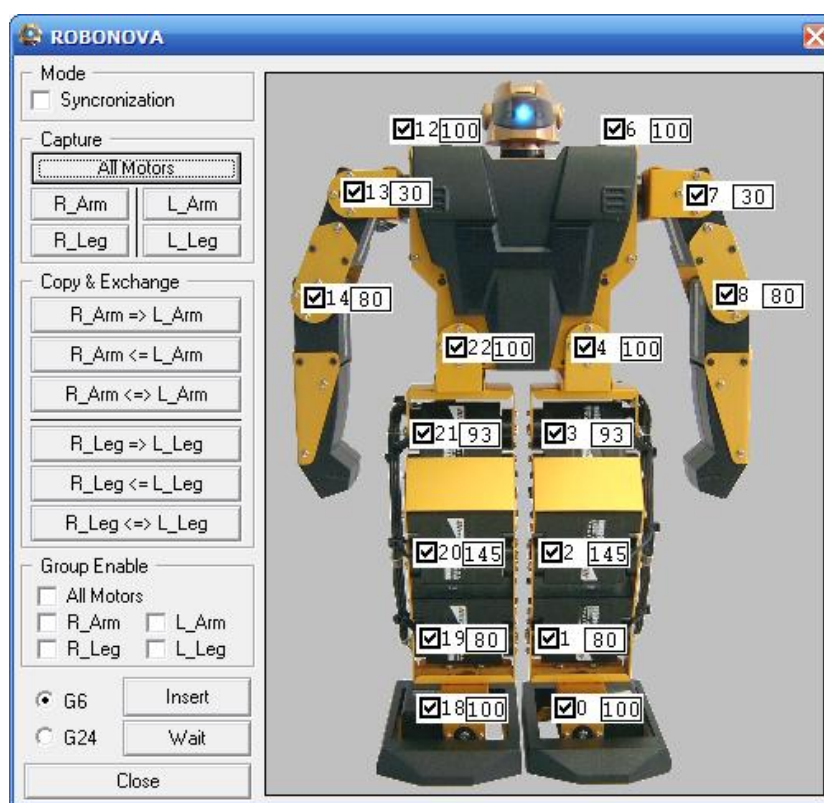 ROBONOVA
Mode
Syncronization
Capture
All Motors
R_Arm L_Arm
R_Leg L_Leg
Copy & Exchange
R_Arm => L_Arm
R_Arm <= L_Arm
R_Arm <=> L_Arm
R_Leg => L_Leg
R_Leg <= L_Leg
R_Leg <=> L_Leg
Group Enable
All Motors
R_Arm L_Arm
R_Leg L_Leg
G6 Insert
G24 Wait
Close
12 100 6 100
13 30 7 30
14 80 8 80
22 100 4 100
21 93 3 93
20 145 2 145
19 80 1 80
18 100 0 100